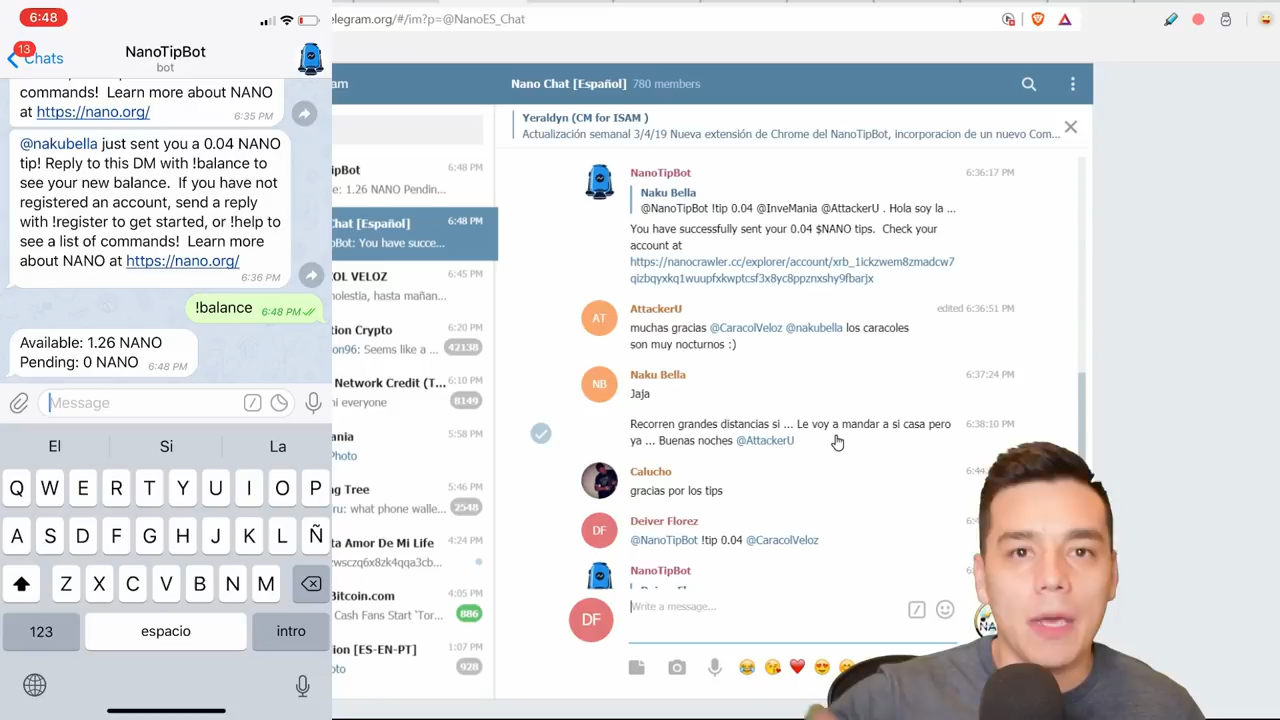 6:48
13
Chats
NanoTipBot
bot
commands! Learn more about NANO
at https://nano.org/
6:35 PM
@nakubella just sent you a 0.04 NANO
tip! Reply to this DM with !balance to
see your new balance. If you have not
registered an account, send a reply
with !register to get started, or !help to
see a list of commands! Learn more
about NANO at https://nano.org/
6:36 PM
!balance 6:48 PM
Available: 1.26 NANO
Pending: 0 NANO 6:48 PM
Message
El Si La
Q W E R T Y U I O P
A S D F G H J K L Ñ
Z X C V B N M
123 espacio intro
elegram.org/#/im?p=@NanoES_Chat
am
Nano Chat [Español] 780 members
Yeraldyn (CM for ISAM )
Actualización semanal 3/4/19 Nueva extensión de Chrome del NanoTipBot, incorporacion de un nuevo Com...
ipBot 6:48 PM
e: 1.26 NANO Pendin...
hat [Español] 6:48 PM
Bot: You have succe...
OL VELOZ 6:45 PM
olestia, hasta mañan...
tion Crypto 6:20 PM
on96: Seems like a ... 42138
Network Credit (T... 6:10 PM
hi everyone 8149
ania 5:58 PM
Photo
ng Tree 5:46 PM
ru: what phone walle... 2548
ta Amor De Mi Life 4:24 PM
wsczq6x8zk4qqa3cb...
Bitcoin.com 4:05 PM
Cash Fans Start 'Tor... 886
ion [ES-EN-PT] 1:07 PM
oto 928
NanoTipBot 6:36:17 PM
Naku Bella
@NanoTipBot !tip 0.04 @InveMania @AttackerU . Hola soy la ...
You have successfully sent your 0.04 $NANO tips. Check your
account at
https://nanocrawler.cc/explorer/account/xrb_1ickzwem8zmadcw7
qizbqyxkq1wuupfxkwptcsf3x8yc8ppznxshy9fbarjx
AT
AttackerU edited 6:36:51 PM
muchas gracias @CaracolVeloz @nakubella los caracoles
son muy nocturnos :)
NB
Naku Bella 6:37:24 PM
Jaja
Recorren grandes distancias si ... Le voy a mandar a si casa pero 6:38:10 PM
ya ... Buenas noches @AttackerU
Calucho 6:44
gracias por los tips
DF
Deiver Florez
@NanoTipBot !tip 0.04 @CaracolVeloz
NanoTipBot
DF
Write a message...